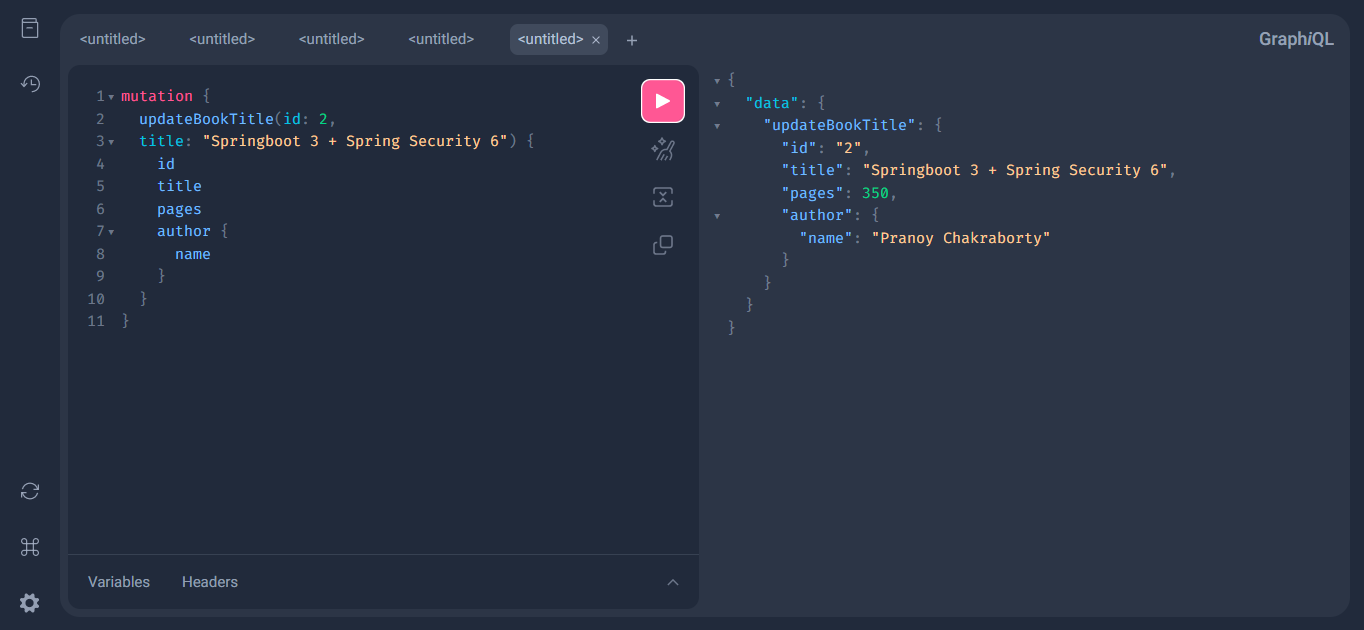 <untitled> <untitled> <untitled> <untitled> <untitled> × + GraphiQL
1 mutation {
2 updateBookTitle(id: 2,
3 title: "Springboot 3 + Spring Security 6") {
4 id
5 title
6 pages
7 author {
8 name
9 }
10 }
11 }
Variables Headers
{
"data": {
"updateBookTitle": {
"id": "2",
"title": "Springboot 3 + Spring Security 6",
"pages": 350,
"author": {
"name": "Pranoy Chakraborty"
}
}
}
}